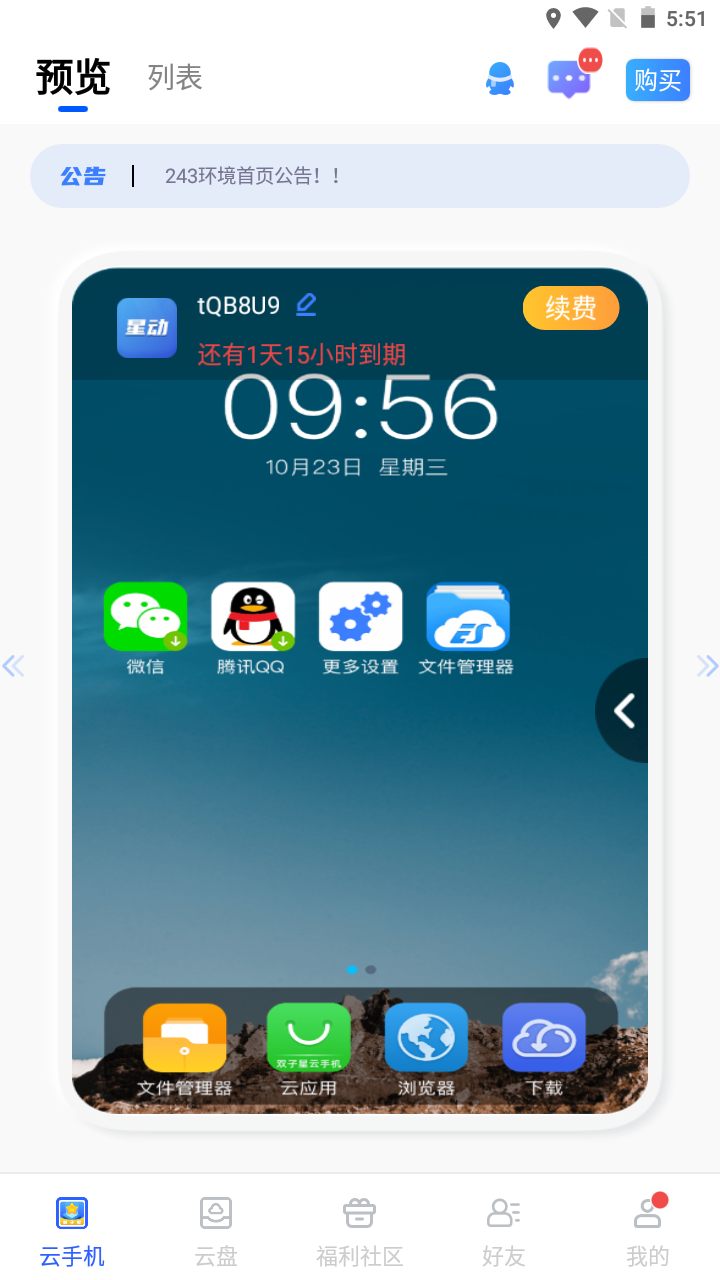 5:51
预览 列表 购买
公告 243环境首页公告！！
星动 tQB8U9 续费
还有1天15小时到期
09:56
10月23日 星期三
ES
微信 腾讯QQ 更多设置 文件管理器
双子星云手机
文件管理器 云应用 浏览器 下载
云手机 云盘 福利社区 好友 我的